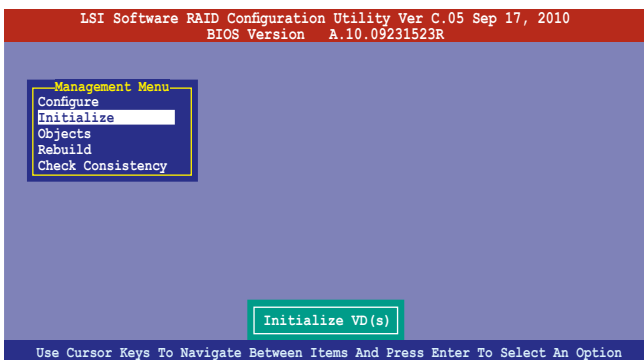 LSI Software RAID Configuration Utility Ver C.05 Sep 17, 2010
BIOS Version A.10.09231523R
Management Menu
Configure
Initialize
Objects
Rebuild
Check Consistency
Initialize VD(s)
Use Cursor Keys To Navigate Between Items And Press Enter To Select An Option